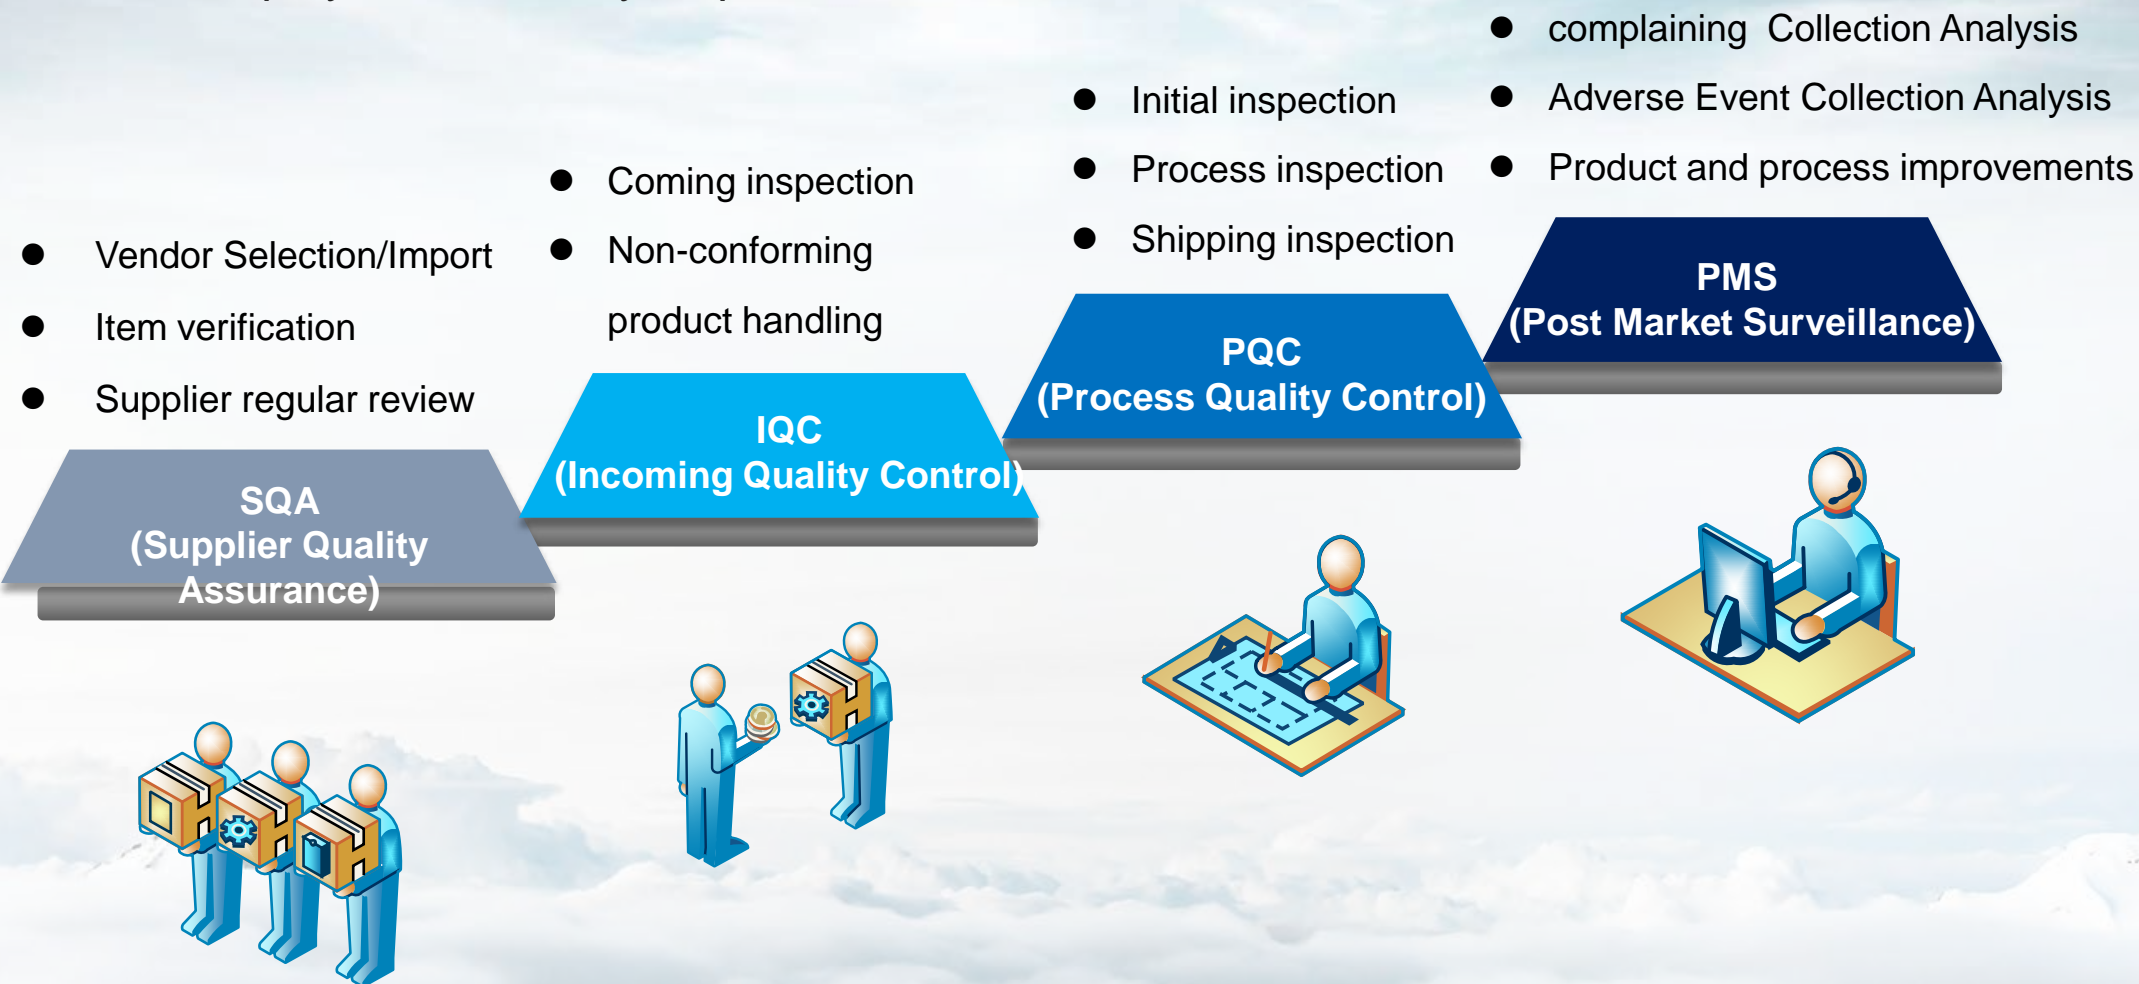 Vendor Selection/Import
Item verification
Supplier regular review
SQA
(Supplier Quality
Assurance)
Coming inspection
Non-conforming
product handling
IQC
(Incoming Quality Control)
Initial inspection
Process inspection
Shipping inspection
PQC
(Process Quality Control)
complaining Collection Analysis
Adverse Event Collection Analysis
Product and process improvements
PMS
(Post Market Surveillance)